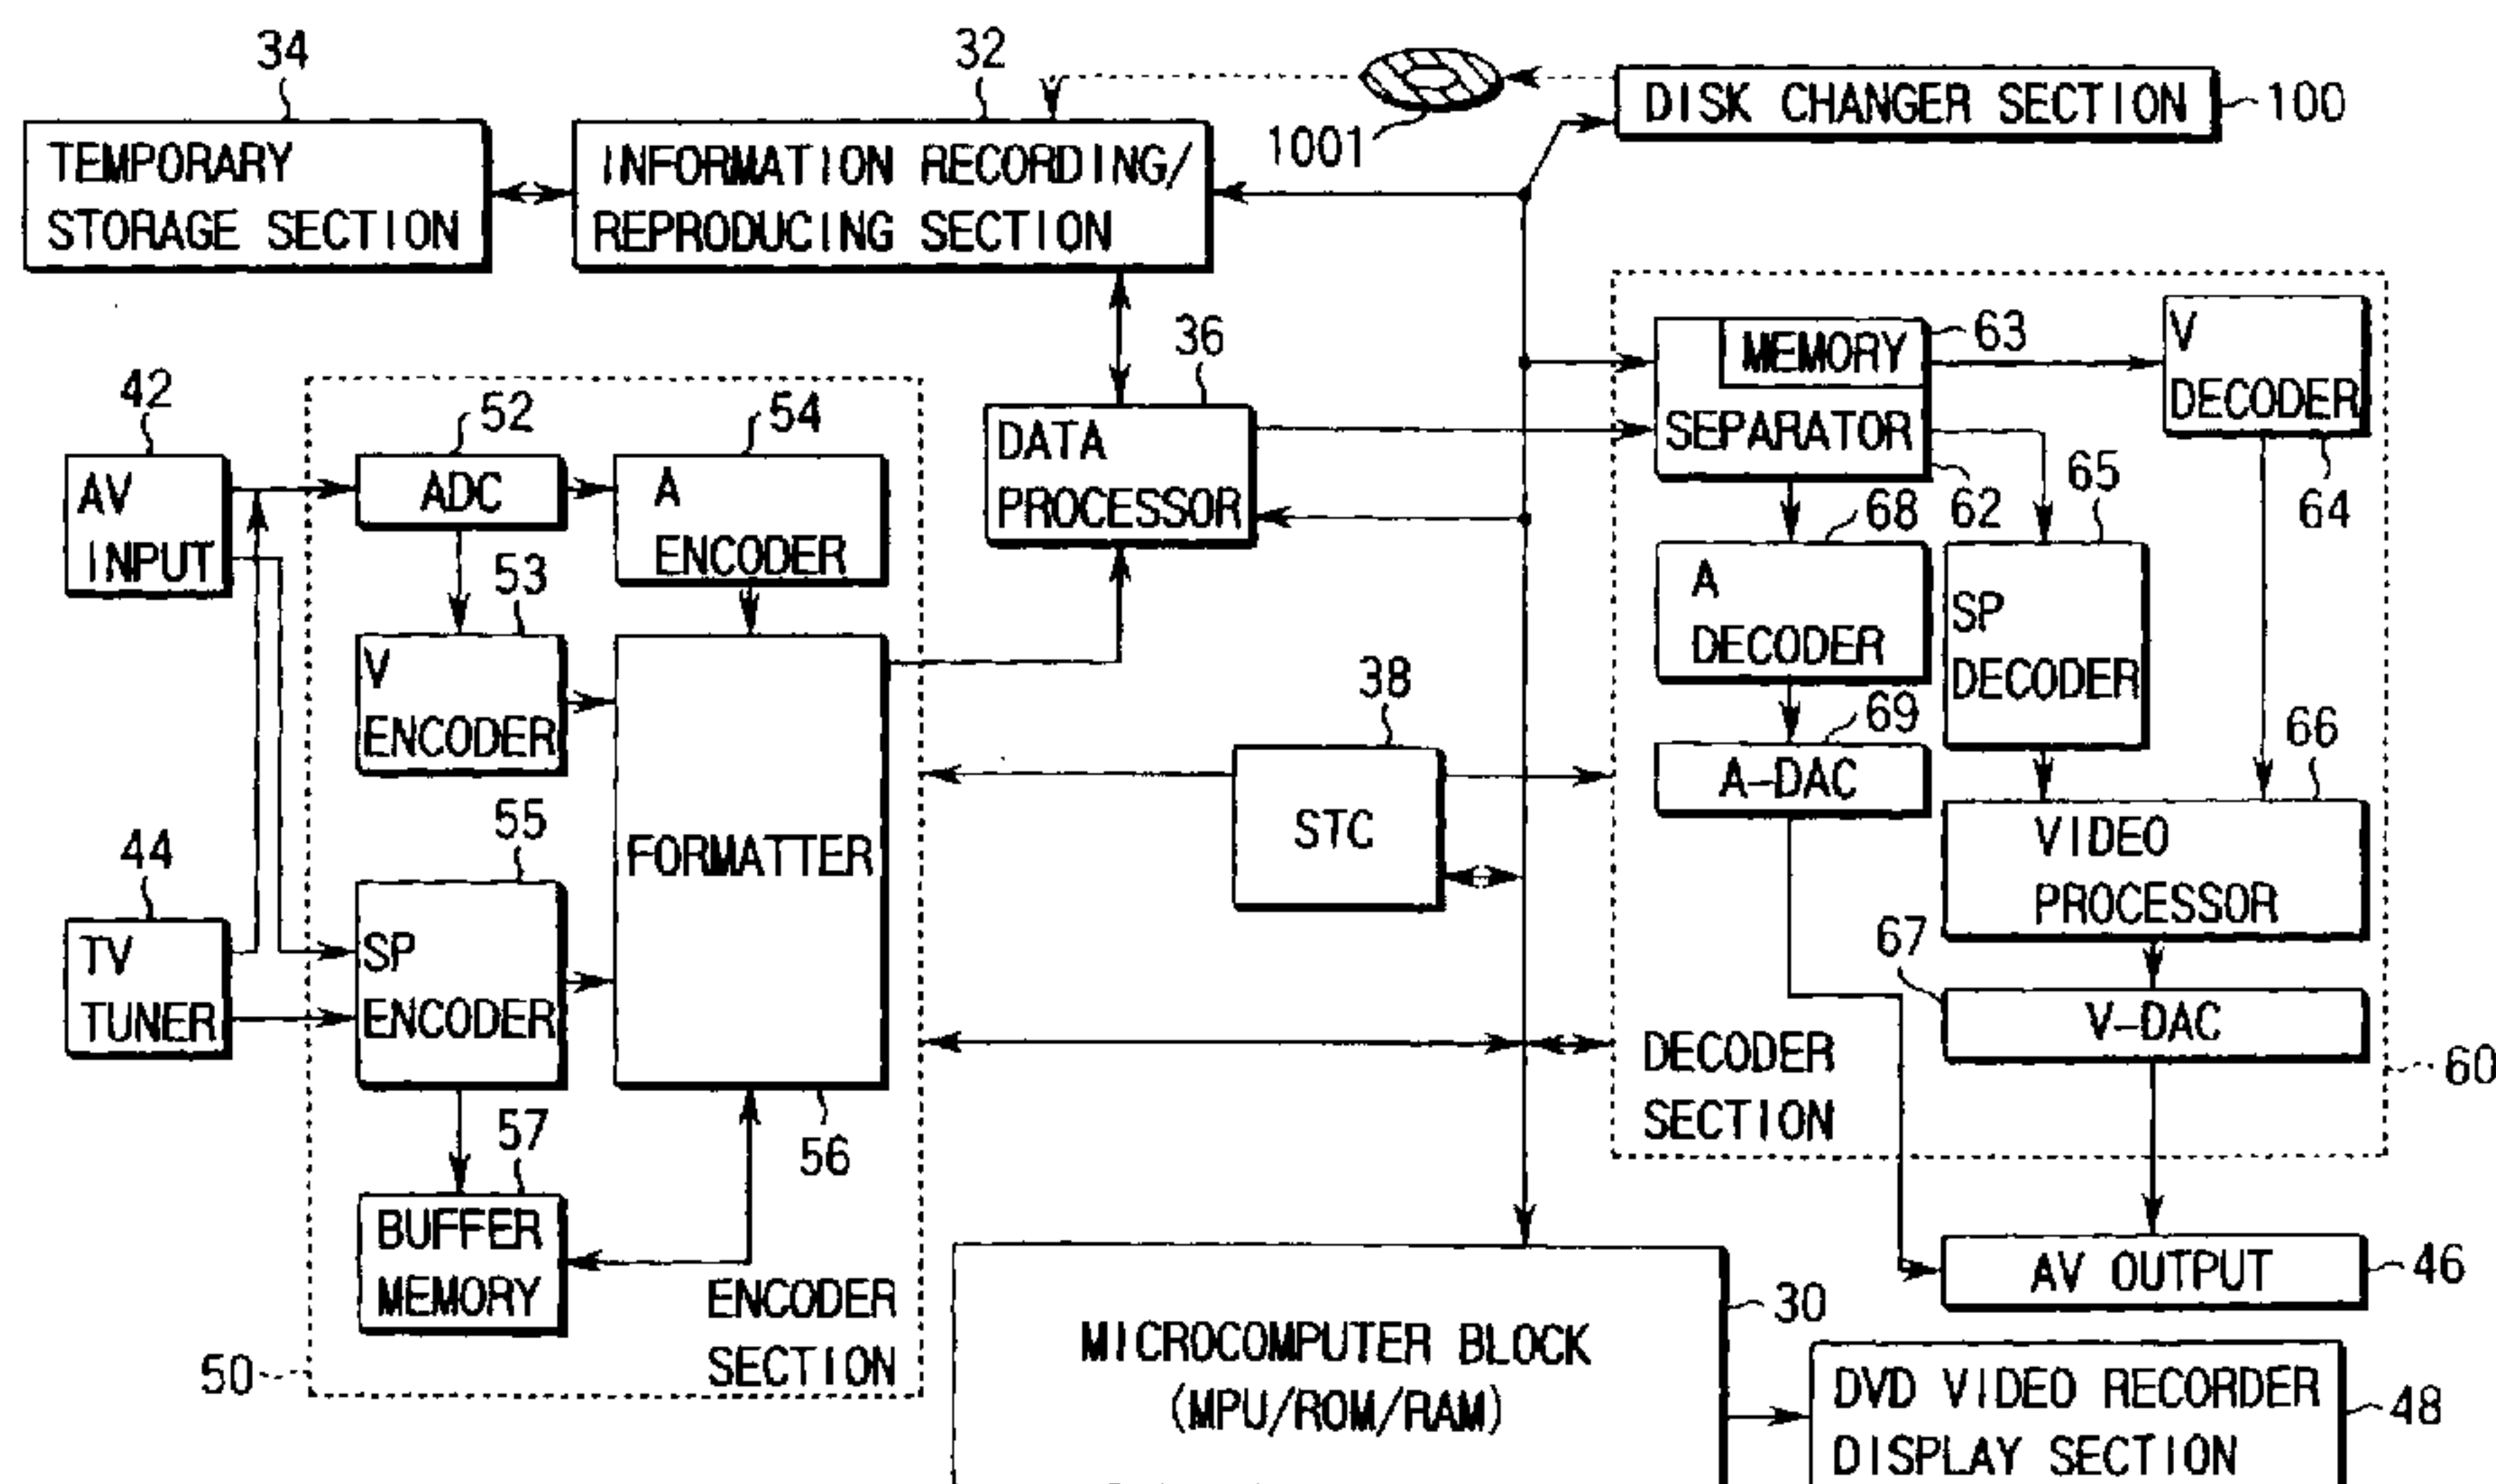 34
32
DISK CHANGER SECTION
100
1001
TEMPORARY
STORAGE SECTION
INFORMATION RECORDING/
REPRODUCING SECTION
36
63
MEMORY
V
DECODER
64
SEPARATOR
62
65
42
52
54
DATA
PROCESSOR
AV
INPUT
ADC
A
ENCODER
68
A
DECODER
SP
DECODER
53
V
ENCODER
38
69
A-DAC
66
55
FORMATTER
STC
VIDEO
PROCESSOR
44
TV
TUNER
SP
ENCODER
67
V-DAC
DECODER
SECTION
60
57
56
BUFFER
MEMORY
ENCODER
SECTION
50
AV OUTPUT
46
30
MICROCOMPUTER BLOCK
(MPU/ROM/RAM)
DVD VIDEO RECORDER
DISPLAY SECTION
48